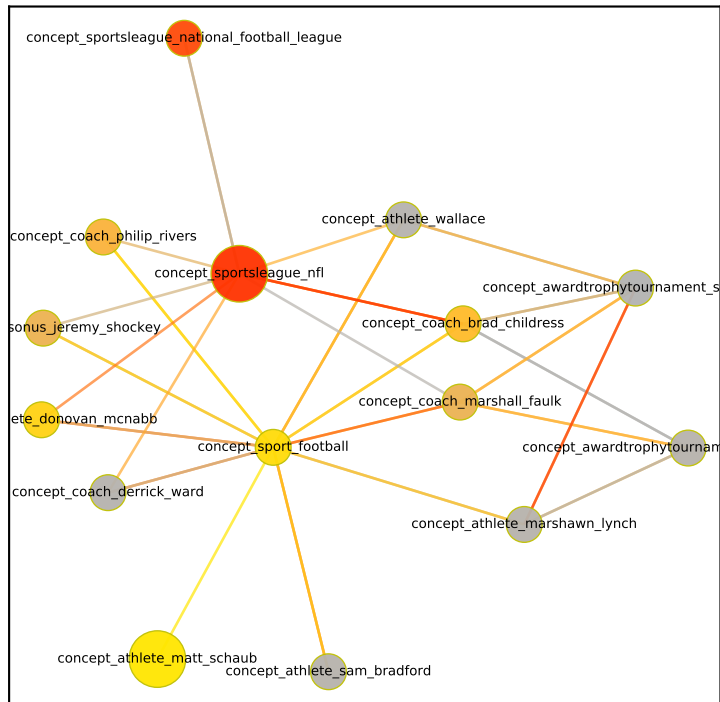 concept_sportsleague_national_football_league
concept_athlete_wallace
concept_coach_philip_rivers
concept_sportsleague_nfl
concept_awardtrophytournament_s
concept_coach_brad_childress
sonus_jeremy_shockey
concept_coach_marshall_faulk
ete_donovan_mcnabb
concept_sport_football
concept_awardtrophytournam
concept_coach_derrick_ward
concept_athlete_marshawn_lynch
concept_athlete_matt_schaub
concept_athlete_sam_bradford